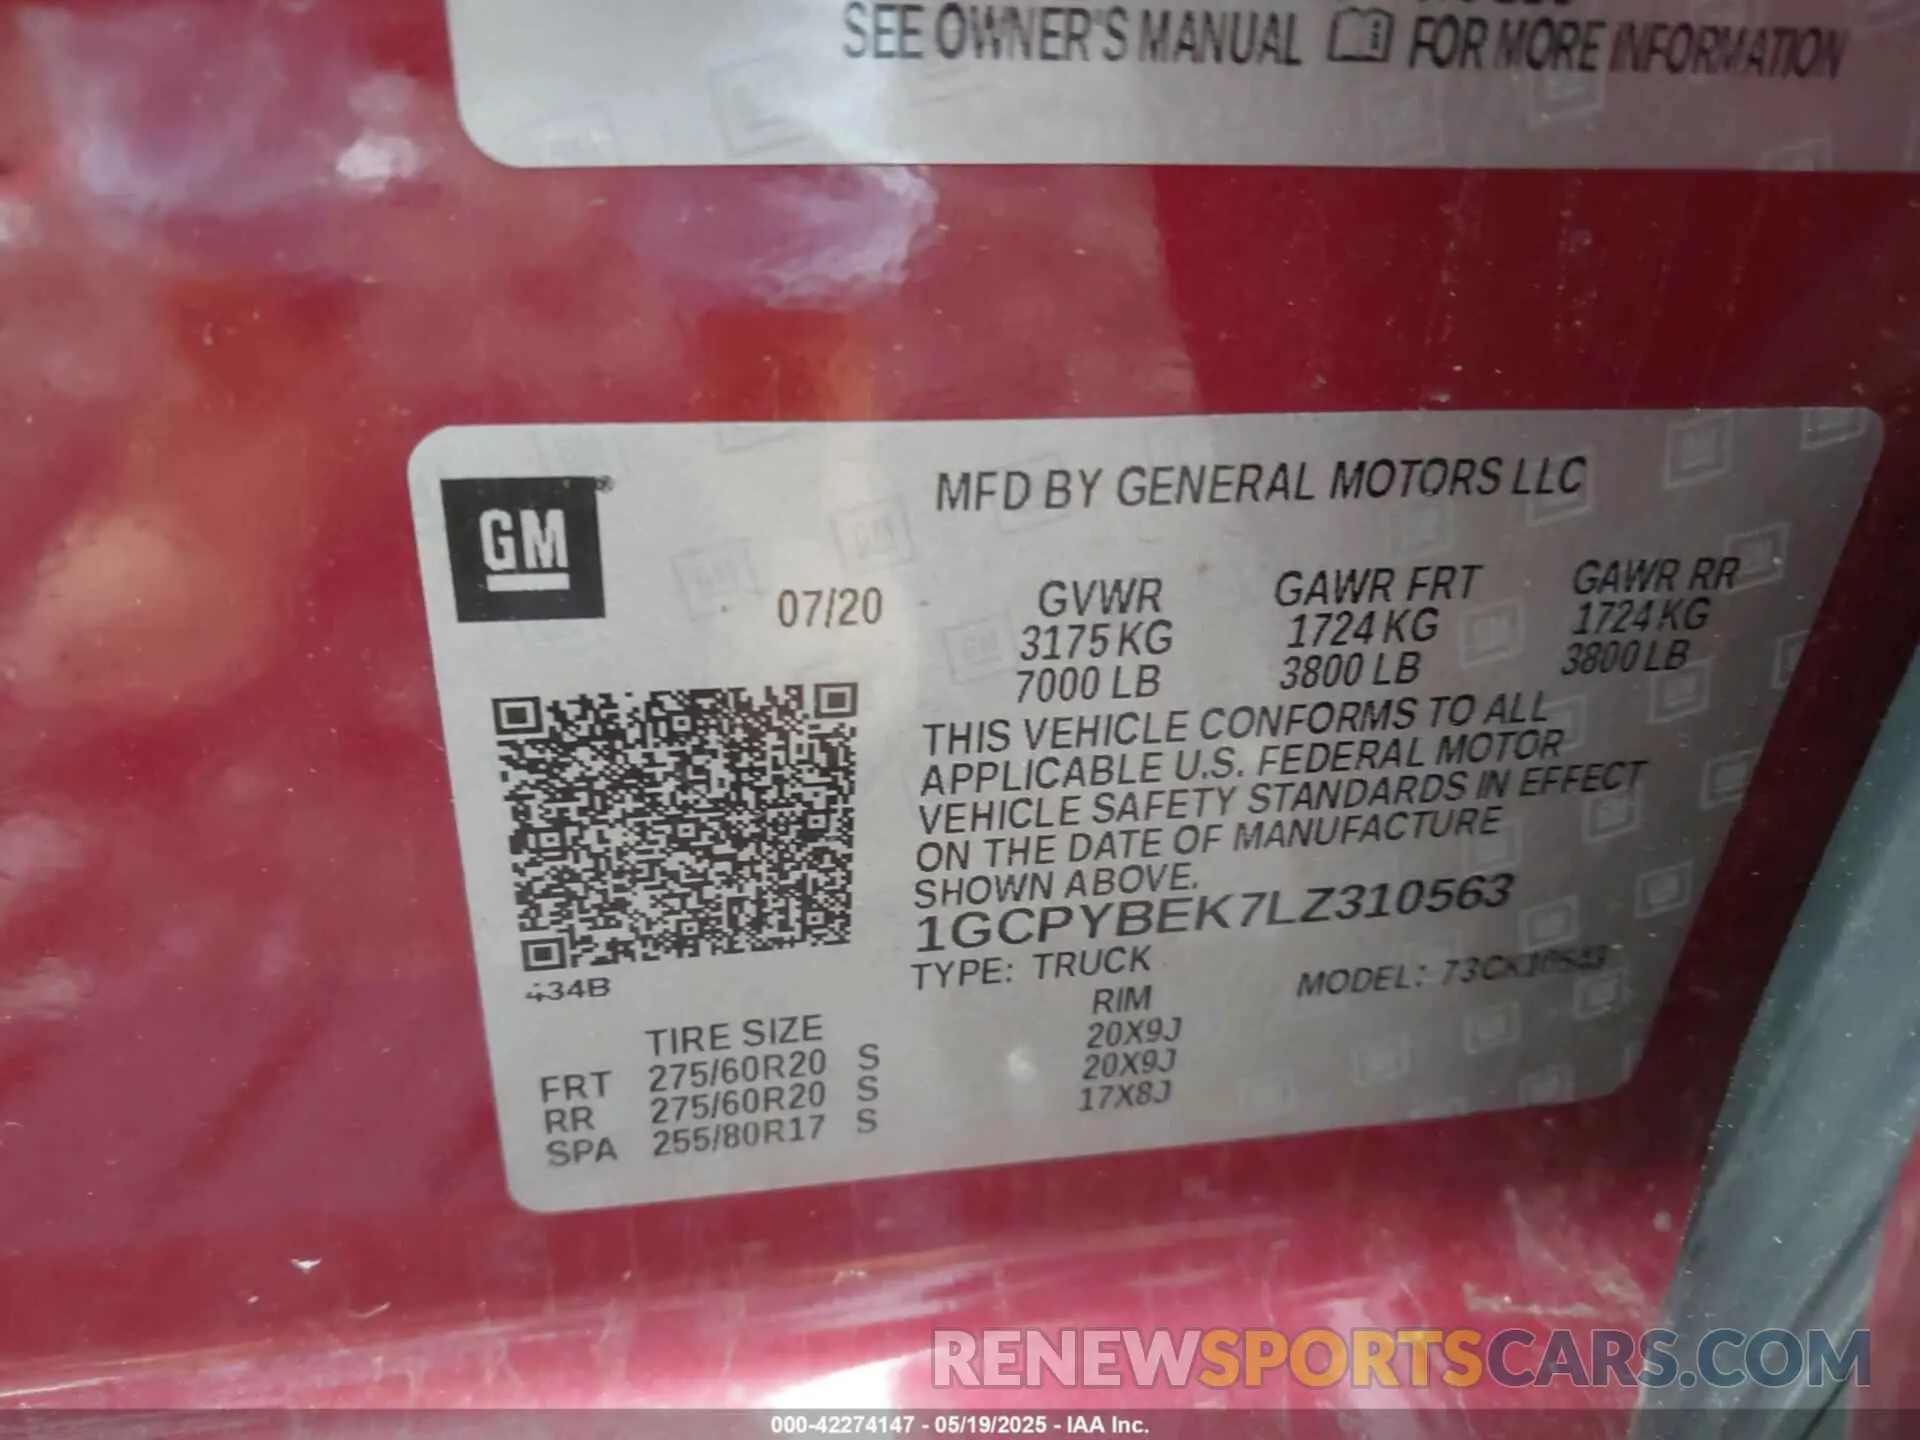 SEE OWNER'S MANUAL FOR MORE INFORMATION
GM®
MFD BY GENERAL MOTORS LLC
07/20
GVWR GAWR FRT GAWR RR
3175 KG 1724 KG 1724 KG
7000 LB 3800 LB 3800 LB
THIS VEHICLE CONFORMS TO ALL
APPLICABLE U.S. FEDERAL MOTOR
VEHICLE SAFETY STANDARDS IN EFFECT
ON THE DATE OF MANUFACTURE
SHOWN ABOVE.
1GCPYBEK7LZ310563
434B
TYPE: TRUCK MODEL:
TIRE SIZE RIM
FRT 275/60R20 S 20X9J
RR 275/60R20 S 20X9J
SPA 255/80R17 S 17X8J
RENEWSPORTSCARS.COM
000-42274147 - 05/19/2025 - IAA Inc.